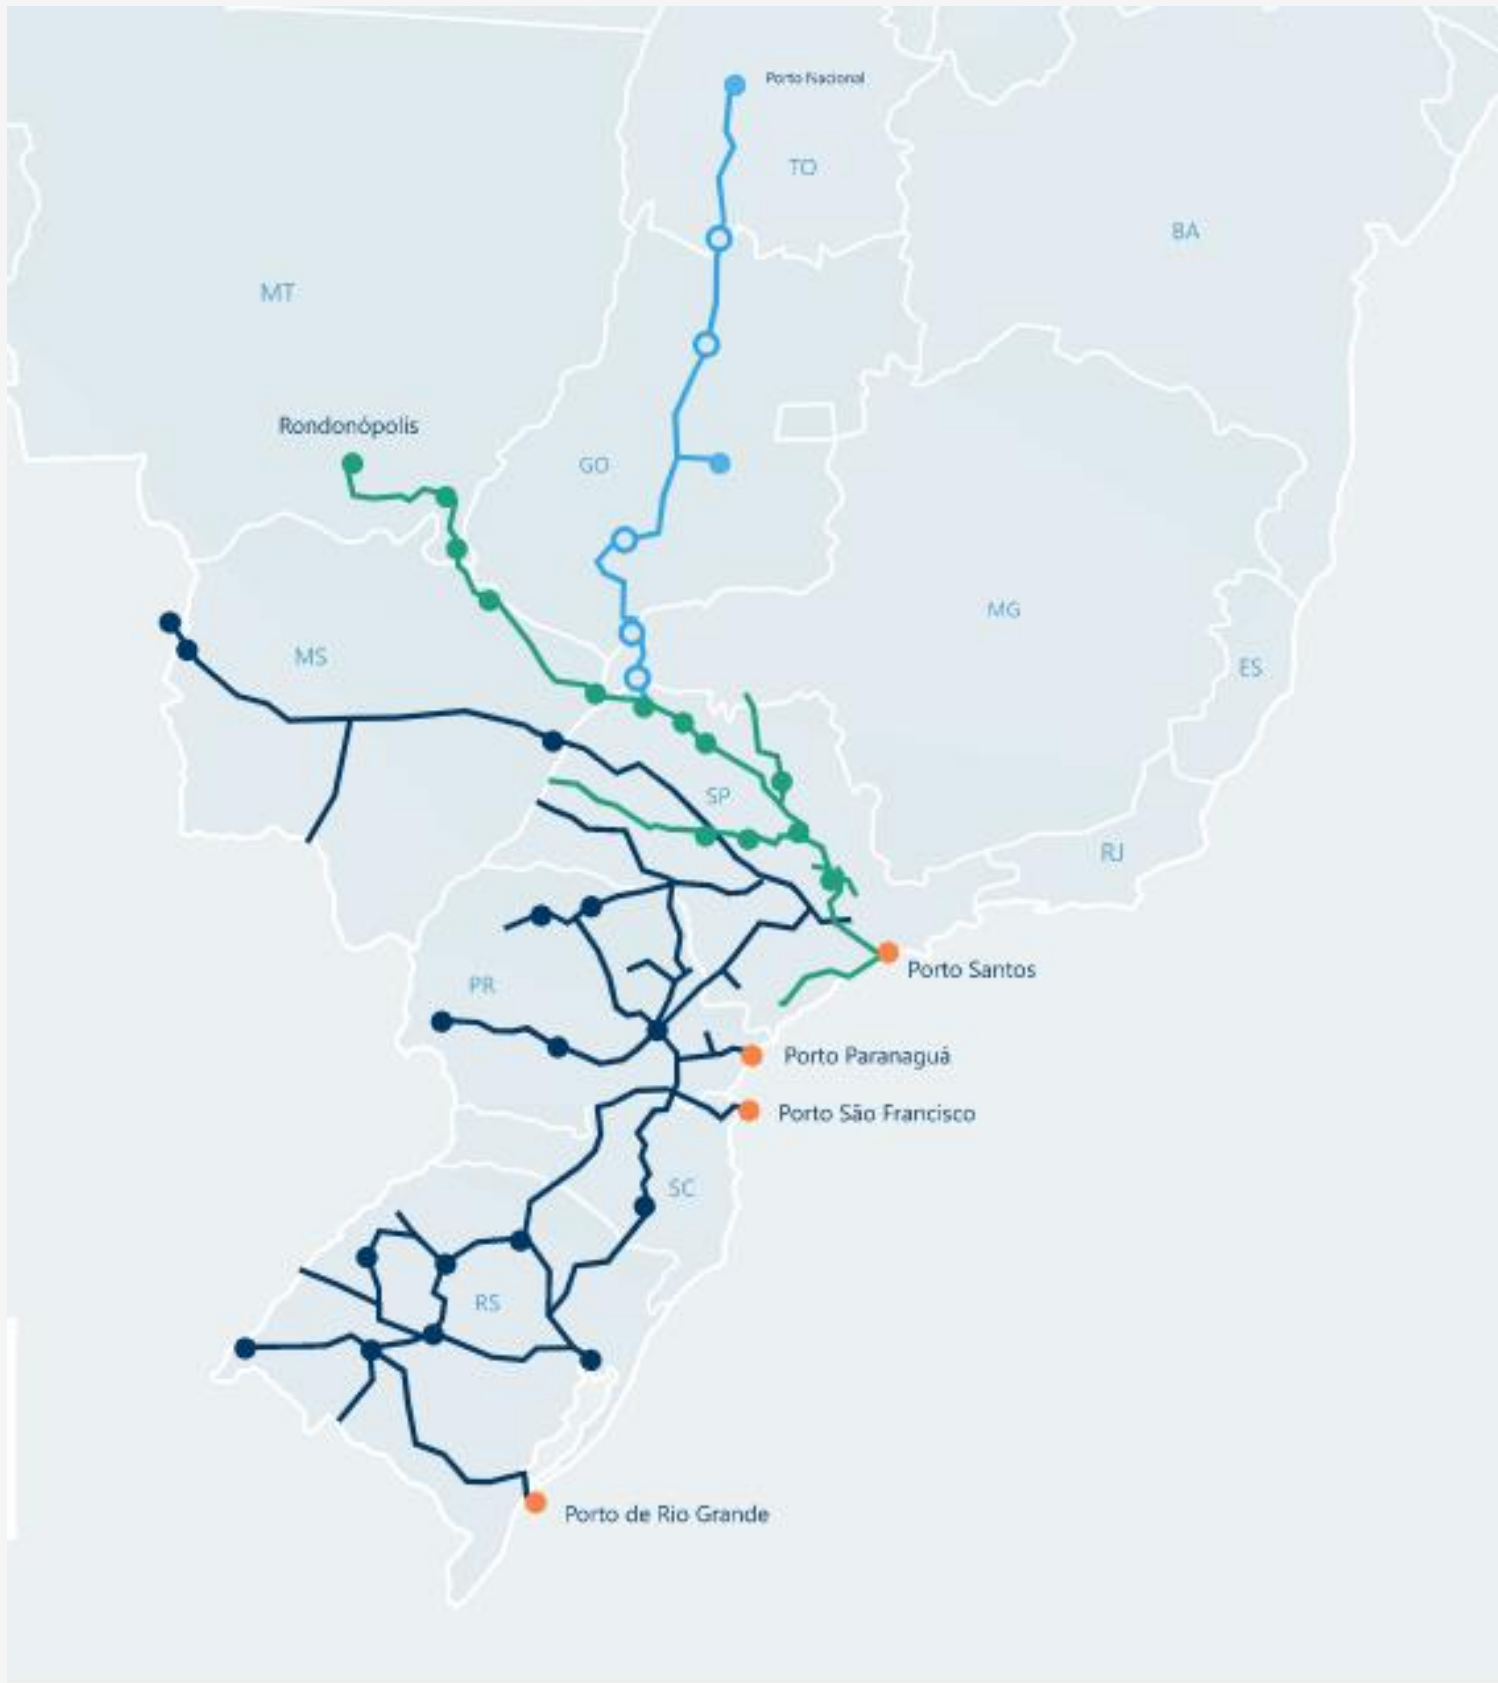 Porto Nacional
TO
BA
MT
Rondonópolis
GO
MG
MS
ES
SP
RJ
Porto Santos
PR
Porto Paranaguá
Porto São Francisco
SC
RS
Porto de Rio Grande